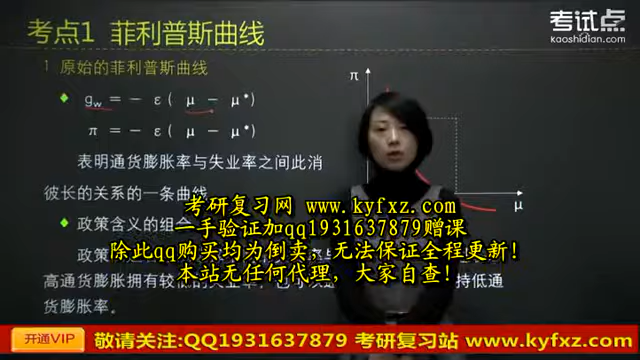 考点1 菲利普斯曲线
考试点
kaoshidian.com
1 原始的菲利普斯曲线
g_w = - ε( μ - μ*)
π = - ε( μ - μ*)
表明通货膨胀率与失业率之间此消
彼长的关系的一条曲线
政策含义的组合
π
μ
考研复习网 www.kyfxz.com
一手验证加qq1931637879赠课
除此qq购买均为倒卖,无法保证全程更新!
本站无任何代理,大家自查!
高通货膨胀拥有较低的失业率,
持低通
货膨胀率。
开通VIP
敬请关注:QQ1931637879 考研复习站 www.kyfxz.com